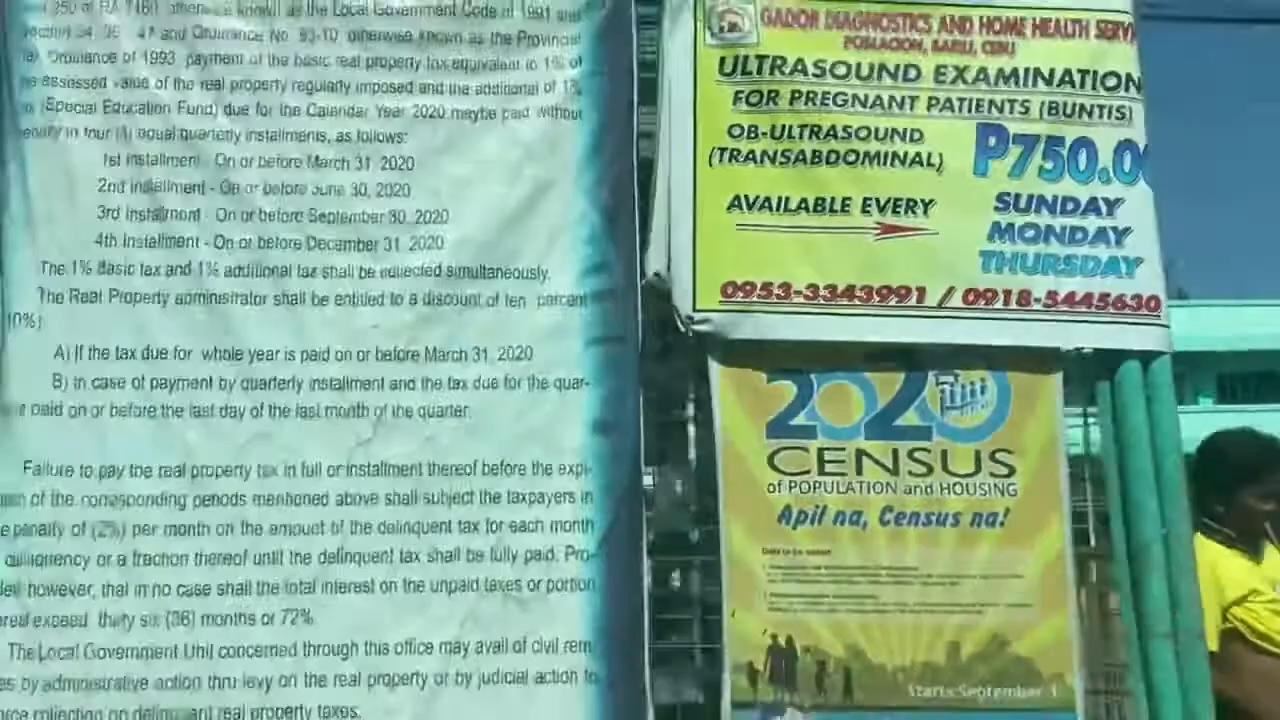 250 of RA 7160, otherwise known as the Local Government Code of 1991 and
47 and Ordinance No. 93-10, otherwise known as the Provincial
Ordinance of 1993, payment of the basic real property tax equivalent to 1% of
assessed value of the real property regularly imposed and the additional of 1%
(Special Education Fund) due for the Calendar Year 2020 maybe paid without
in four (4) equal quarterly installments, as follows:
1st Installment - On or before March 31, 2020
2nd Installment - On or before June 30, 2020
3rd Installment - On or before September 30, 2020
4th Installment - On or before December 31, 2020
The 1% Basic tax and 1% additional tax shall be collected simultaneously.
The Real Property administrator shall be entitled to a discount of ten percent
10%)
A) If the tax due for whole year is paid on or before March 31, 2020
B) In case of payment by quarterly installment and the tax due for the quar-
paid on or before the last day of the last month of the quarter.
Failure to pay the real property tax in full or installment thereof before the expi-
of the corresponding periods mentioned above shall subject the taxpayers in
penalty of (2%) per month on the amount of the delinquent tax for each month
or a fraction thereof until the delinquent tax shall be fully paid. Pro-
however, that in no case shall the total interest on the unpaid taxes or portion
exceed thirty six (36) months or 72%.
The Local Government Unit concerned through this office may avail of civil rem
by administrative action thru levy on the real property or by judicial action to
collection on delinquent real property taxes.
GADOR DIAGNOSTICS AND HOME HEALTH SERV
POBLACION, BARILI, CEBU
ULTRASOUND EXAMINATION
FOR PREGNANT PATIENTS (BUNTIS)
OB-ULTRASOUND
(TRANSABDOMINAL)
P750.0
AVAILABLE EVERY
SUNDAY
MONDAY
THURSDAY
0953-3343991 / 0918-5445630
2020
CENSUS
of POPULATION and HOUSING
Apil na, Census na!
Starts September 1